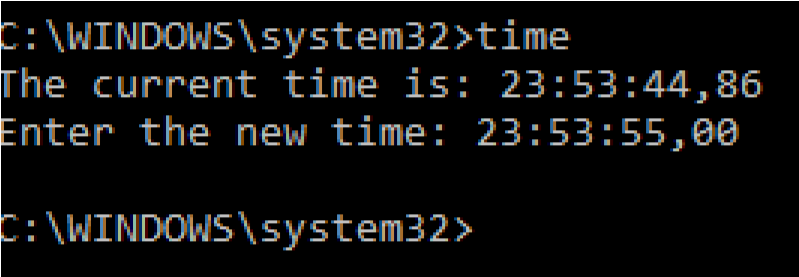 C:\WINDOWS\system32>time
The current time is: 23:53:44,86
Enter the new time: 23:53:55,00
C:\WINDOWS\system32>